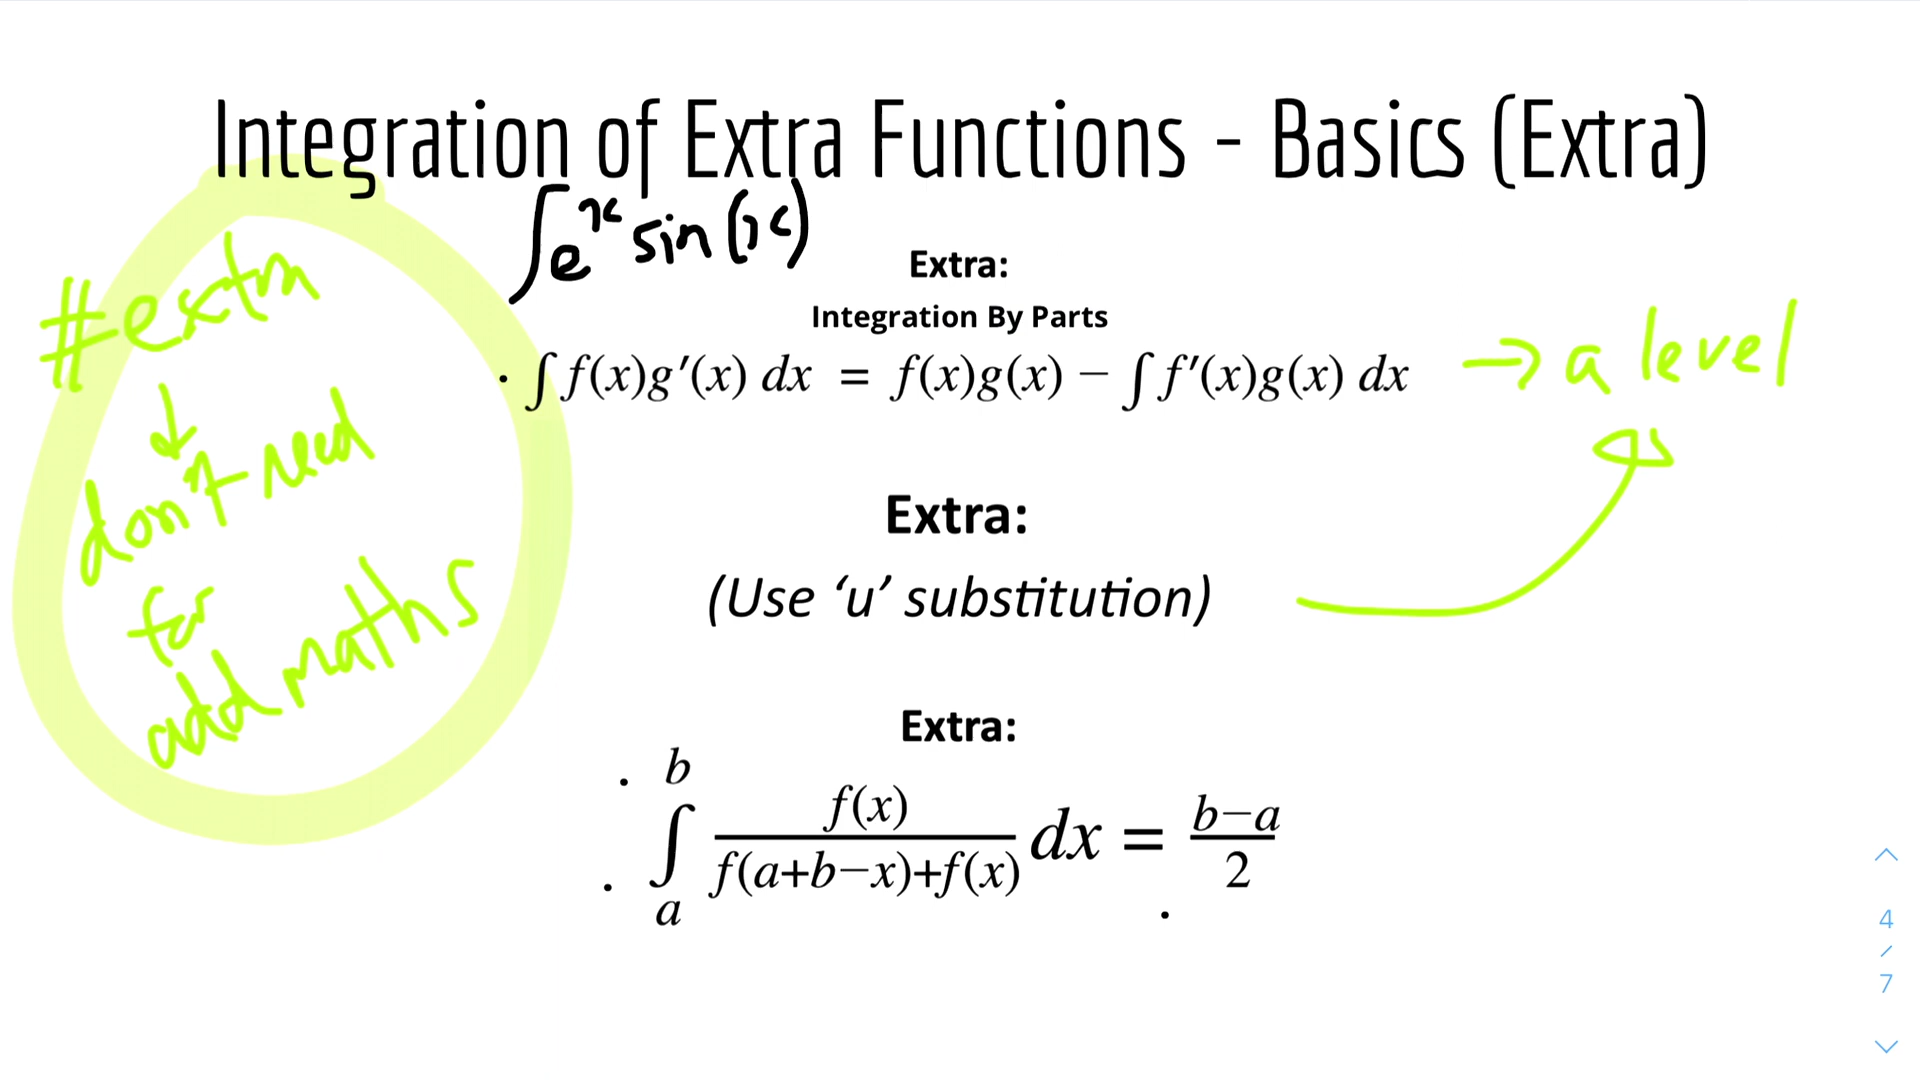 Integration of Extra Functions - Basics (Extra)
∫e^x sin(x)
Extra:
Integration By Parts
. ∫ f(x)g′(x) dx = f(x)g(x) − ∫ f′(x)g(x) dx
→ a level
#extra
↓
don't need
for
add maths
Extra:
(Use ‘u’ substitution)
Extra:
. b
. ∫ f(x) / f(a+b−x)+f(x) dx = b−a / 2
a .
4
/
7